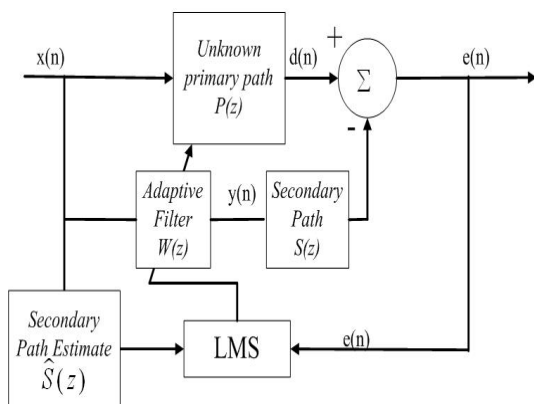 x(n)
Unknown
primary path
P(z)
d(n)
+
Σ
-
e(n)
Adaptive
Filter
W(z)
y(n)
Secondary
Path
S(z)
Secondary
Path Estimate
Ŝ(z)
LMS
e(n)